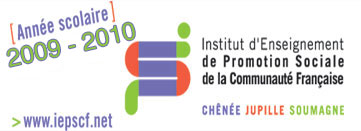 [Année scolaire]
2009 - 2010
Institut d'Enseignement
de Promotion Sociale
de la Communauté Française
CHÊNÉE JUPILLE SOUMAGNE
>www.iepscf.net